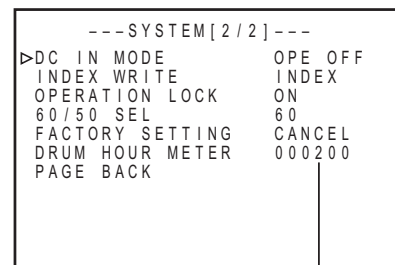 ---SYSTEM[2/2]---
▷DC IN MODE OPE OFF
INDEX WRITE INDEX
OPERATION LOCK ON
60/50 SEL 60
FACTORY SETTING CANCEL
DRUM HOUR METER 000200
PAGE BACK